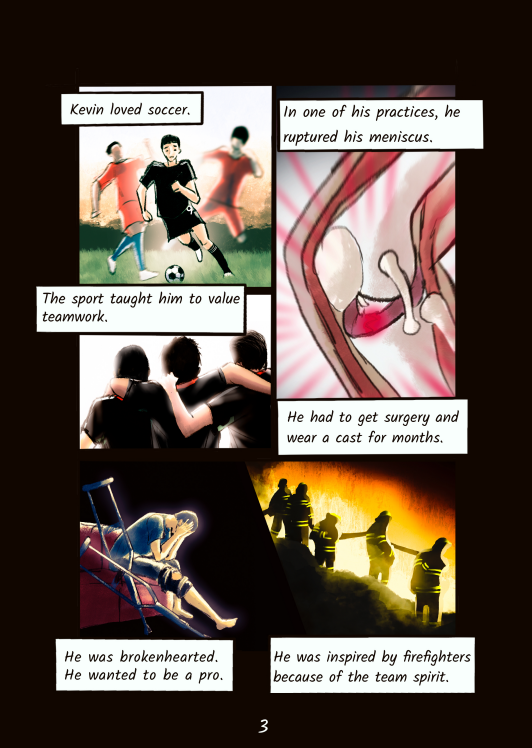 Kevin loved soccer.
In one of his practices, he
ruptured his meniscus.
The sport taught him to value
teamwork.
He had to get surgery and
wear a cast for months.
He was brokenhearted.
He wanted to be a pro.
He was inspired by firefighters
because of the team spirit.
3